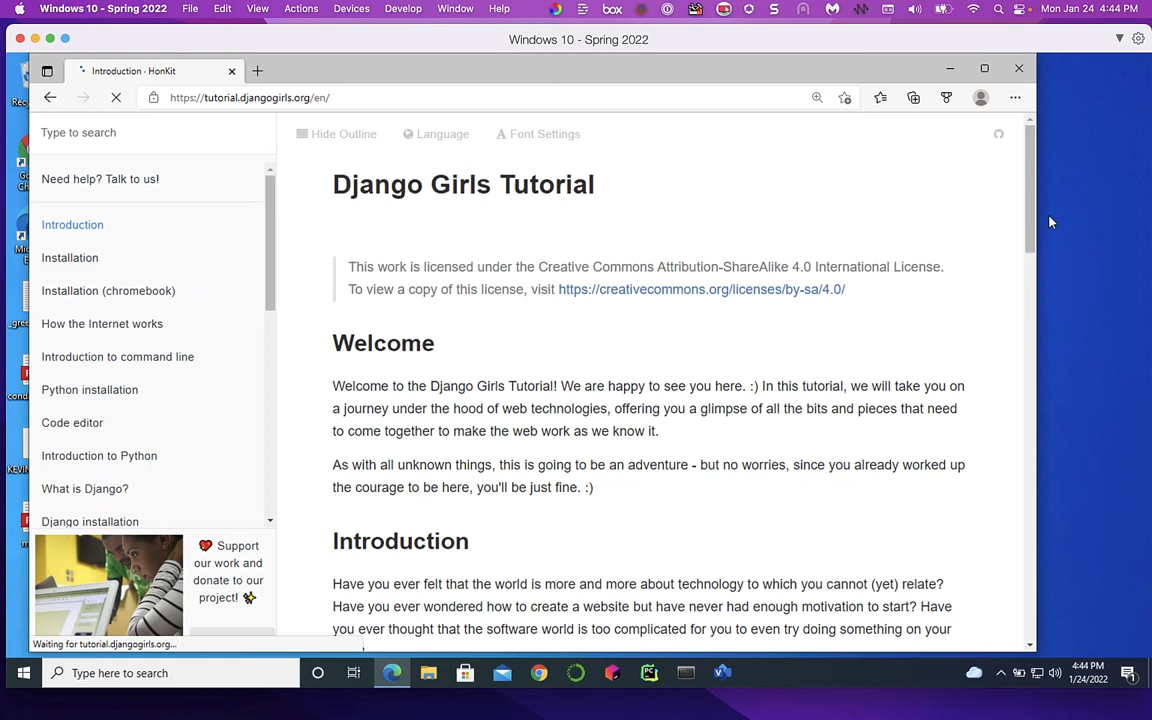 Windows 10 - Spring 2022 File Edit View Actions Devices Develop Window Help box Mon Jan 24 4:44 PM
Windows 10 - Spring 2022
Introduction - HonKit
https://tutorial.djangogirls.org/en/
Type to search
Hide Outline Language Font Settings
Need help? Talk to us!
Introduction
Installation
Installation (chromebook)
How the Internet works
Introduction to command line
Python installation
Code editor
Introduction to Python
What is Django?
Django installation
Support
our work and
donate to our
project!
Waiting for tutorial.djangogirls.org...
Django Girls Tutorial
This work is licensed under the Creative Commons Attribution-ShareAlike 4.0 International License.
To view a copy of this license, visit https://creativecommons.org/licenses/by-sa/4.0/
Welcome
Welcome to the Django Girls Tutorial! We are happy to see you here. :) In this tutorial, we will take you on
a journey under the hood of web technologies, offering you a glimpse of all the bits and pieces that need
to come together to make the web work as we know it.
As with all unknown things, this is going to be an adventure - but no worries, since you already worked up
the courage to be here, you'll be just fine. :)
Introduction
Have you ever felt that the world is more and more about technology to which you cannot (yet) relate?
Have you ever wondered how to create a website but have never had enough motivation to start? Have
you ever thought that the software world is too complicated for you to even try doing something on your
Type here to search
4:44 PM
1/24/2022